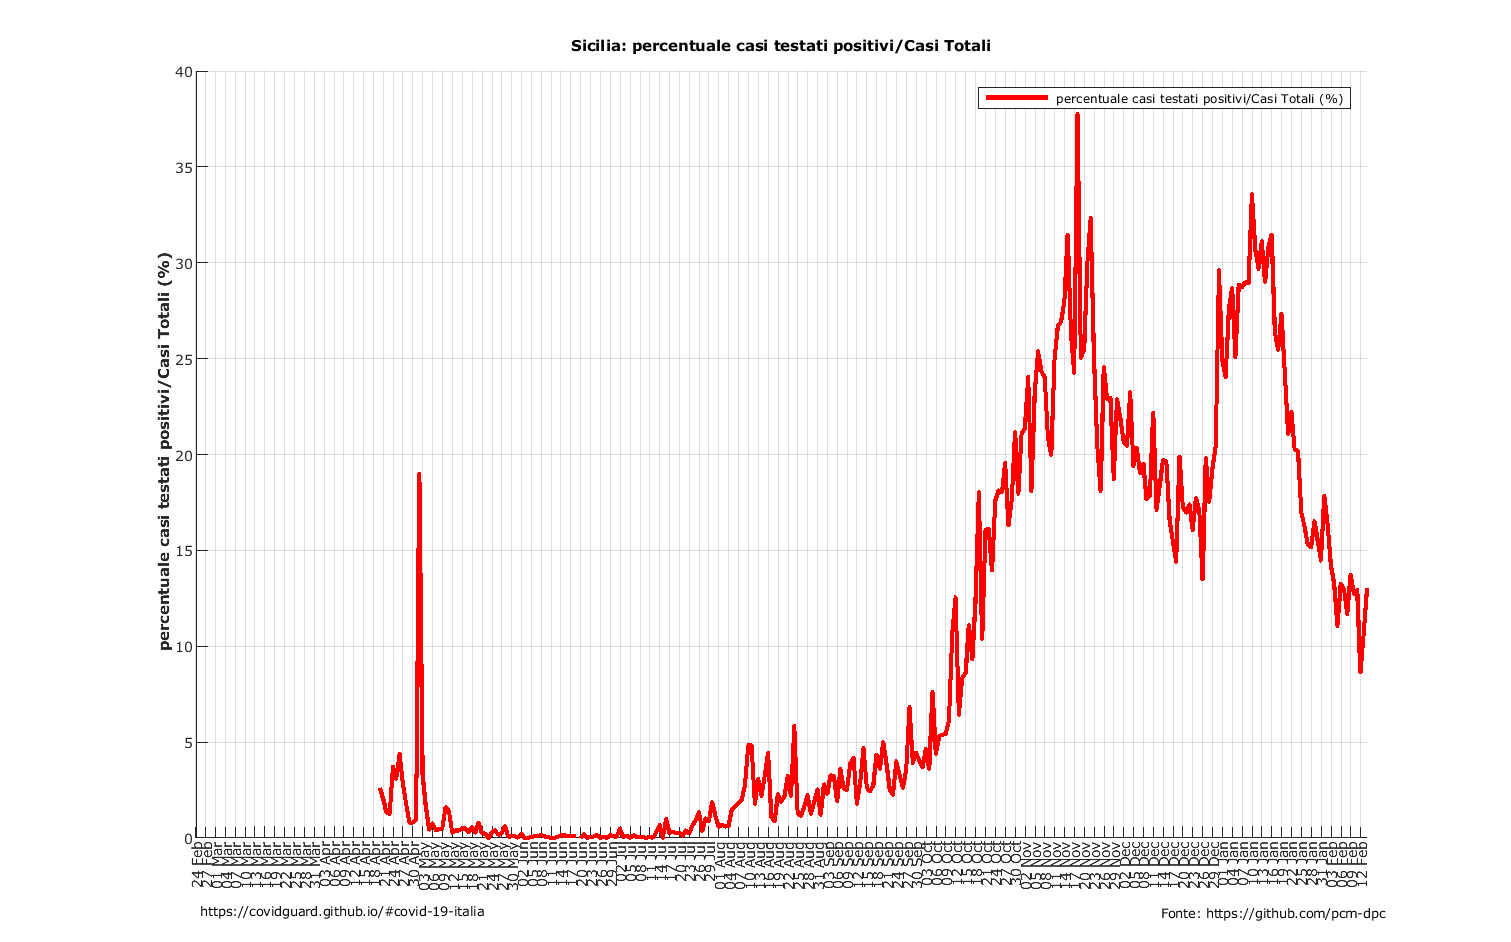 Sicilia: percentuale casi testati positivi/Casi Totali
percentuale casi testati positivi/Casi Totali (%)
percentuale casi testati positivi/Casi Totali (%)
40
35
30
25
20
15
10
5
0
24 Feb
27 Feb
01 Mar
04 Mar
07 Mar
10 Mar
13 Mar
16 Mar
19 Mar
22 Mar
25 Mar
28 Mar
31 Mar
03 Apr
06 Apr
09 Apr
12 Apr
15 Apr
18 Apr
21 Apr
24 Apr
27 Apr
30 Apr
03 May
06 May
09 May
12 May
15 May
18 May
21 May
24 May
27 May
30 May
02 Jun
05 Jun
08 Jun
11 Jun
14 Jun
17 Jun
20 Jun
23 Jun
26 Jun
29 Jun
02 Jul
05 Jul
08 Jul
11 Jul
14 Jul
17 Jul
20 Jul
23 Jul
26 Jul
29 Jul
01 Aug
04 Aug
07 Aug
10 Aug
13 Aug
16 Aug
19 Aug
22 Aug
25 Aug
28 Aug
31 Aug
03 Sep
06 Sep
09 Sep
12 Sep
15 Sep
18 Sep
21 Sep
24 Sep
27 Sep
30 Sep
03 Oct
06 Oct
09 Oct
12 Oct
15 Oct
18 Oct
21 Oct
24 Oct
27 Oct
30 Oct
02 Nov
05 Nov
08 Nov
11 Nov
14 Nov
17 Nov
20 Nov
23 Nov
26 Nov
29 Nov
02 Dec
05 Dec
08 Dec
11 Dec
14 Dec
17 Dec
20 Dec
23 Dec
26 Dec
29 Dec
01 Jan
04 Jan
07 Jan
10 Jan
13 Jan
16 Jan
19 Jan
22 Jan
25 Jan
28 Jan
31 Jan
03 Feb
06 Feb
09 Feb
12 Feb
https://covidguard.github.io/#covid-19-italia
Fonte: https://github.com/pcm-dpc